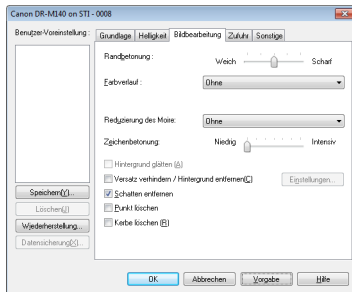 Canon DR-M140 on STI - 0008
Benutzer-Voreinstellung :
Grundlage Helligkeit Bildbearbeitung Zufuhr Sonstige
Randbetonung :
Weich Scharf
Farbverlauf :
Ohne
Reduzierung des Moire:
Ohne
Zeichenbetonung:
Niedrig Intensiv
Hintergrund glätten (A)
Versatz verhindern / Hintergrund entfernen(C)
Einstellungen...
Schatten entfernen
Punkt löschen
Kerbe löschen (R)
Speichern(Y)...
Löschen(J)
Wiederherstellung...
Datensicherung(X)...
OK Abbrechen Vorgabe Hilfe